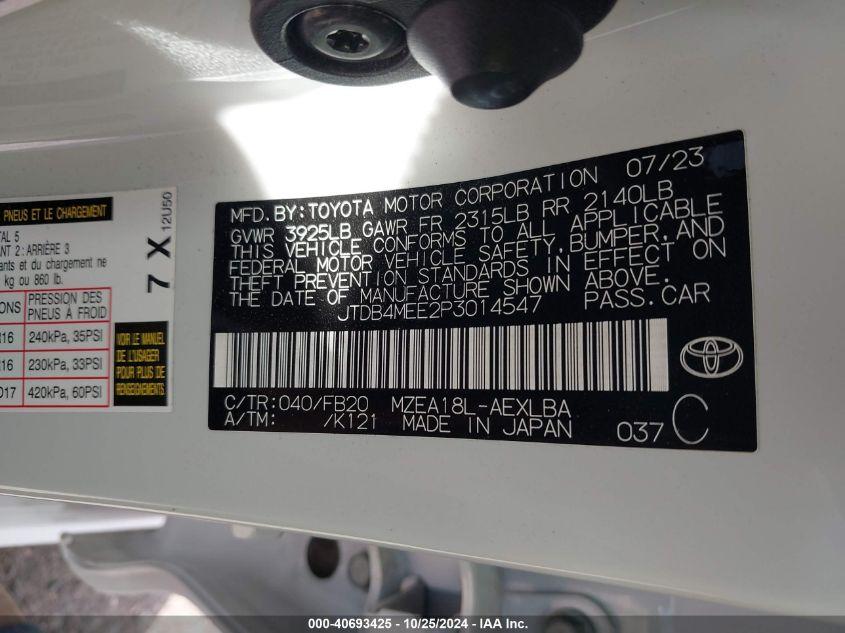 PNEUS ET LE CHARGEMENT
TAL 5
ANT 2 : ARRIÈRE 3
ants et du chargement ne
kg ou 860 lb.
ONS PRESSION DES
PNEUS À FROID
R16 240kPa, 35PSI
R16 230kPa, 33PSI
D17 420kPa, 60PSI
VOIR LE MANUEL
DE L'USAGER
POUR PLUS DE
RENSEIGNEMENTS
7 X
12U50
MFD. BY: TOYOTA MOTOR CORPORATION 07/23
GVWR 3925LB GAWR FR 2315LB RR 2140LB
THIS VEHICLE CONFORMS TO ALL APPLICABLE
FEDERAL MOTOR VEHICLE SAFETY, BUMPER, AND
THEFT PREVENTION STANDARDS IN EFFECT ON
THE DATE OF MANUFACTURE SHOWN ABOVE.
JTDB4MEE2P3014547 PASS. CAR
C/TR: 040/FB20 MZEA18L-AEXLBA
A/TM: /K121 MADE IN JAPAN 037 C
000-40693425 - 10/25/2024 - IAA Inc.